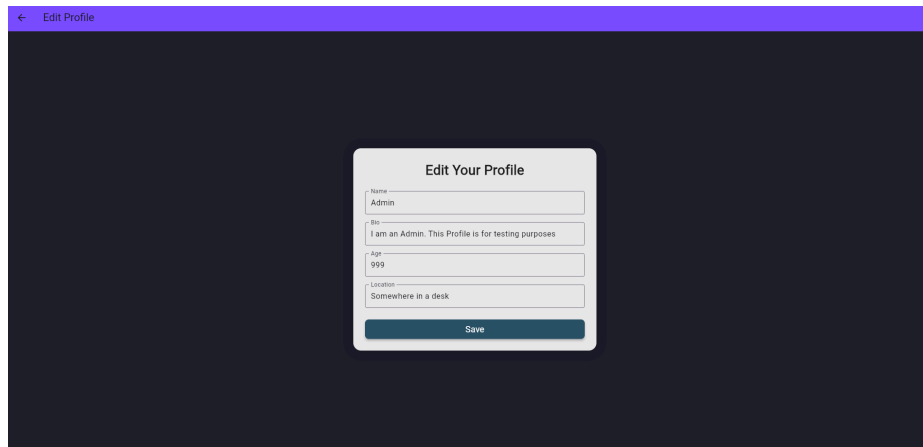 Edit Profile
Edit Your Profile
Name
Admin
Bio
I am an Admin. This Profile is for testing purposes
Age
999
Location
Somewhere in a desk
Save